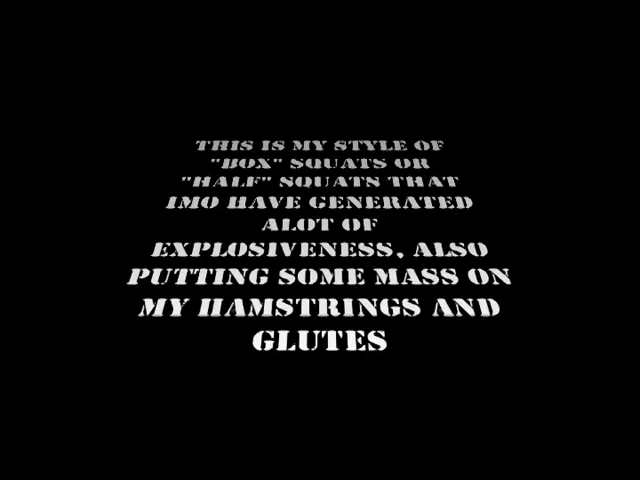 THIS IS MY STYLE OF
"BOX" SQUATS OR
"HALF" SQUATS THAT
IMO HAVE GENERATED
ALOT OF
EXPLOSIVENESS, ALSO
PUTTING SOME MASS ON
MY HAMSTRINGS AND
GLUTES